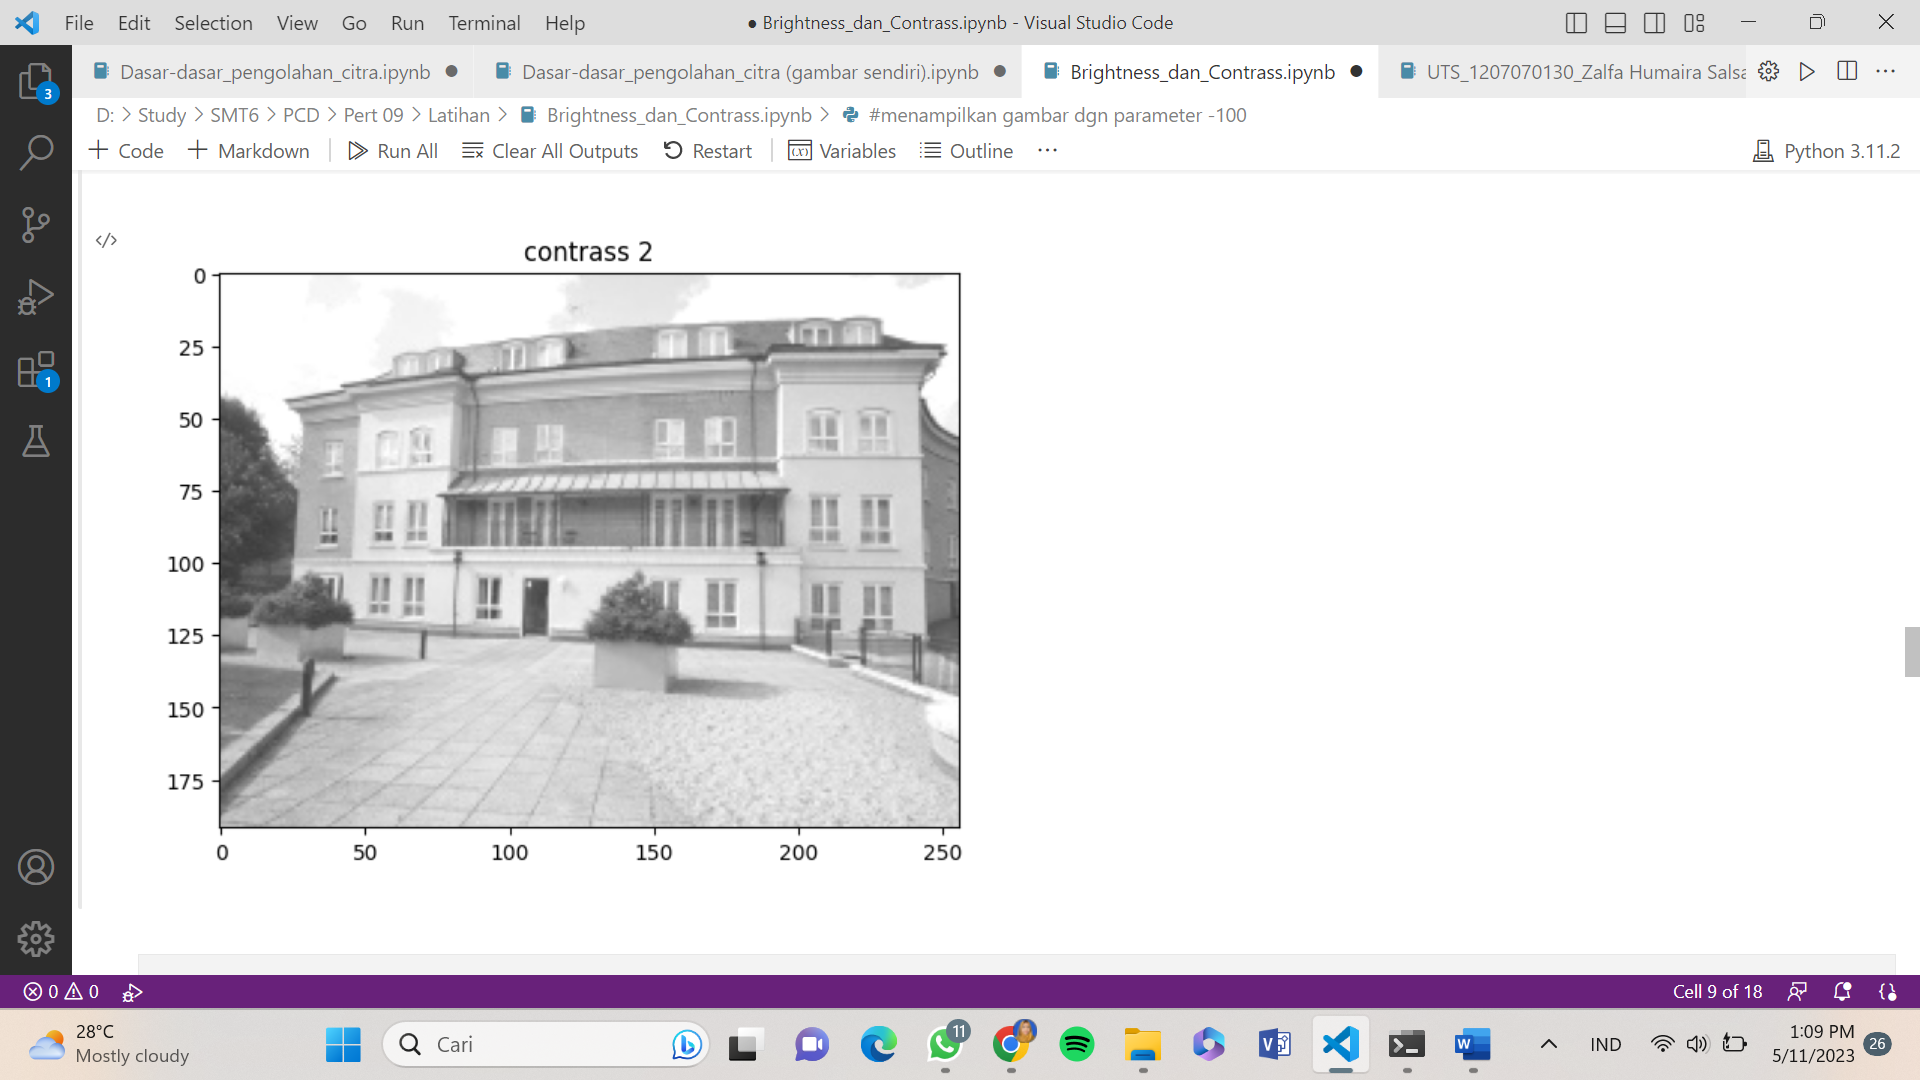 File Edit Selection View Go Run Terminal Help
● Brightness_dan_Contrass.ipynb - Visual Studio Code
Dasar-dasar_pengolahan_citra.ipynb ●
Dasar-dasar_pengolahan_citra (gambar sendiri).ipynb ●
Brightness_dan_Contrass.ipynb ●
UTS_1207070130_Zalfa Humaira Salsa
D: > Study > SMT6 > PCD > Pert 09 > Latihan > Brightness_dan_Contrass.ipynb > #menampilkan gambar dgn parameter -100
+ Code + Markdown Run All Clear All Outputs Restart Variables Outline ...
Python 3.11.2
3
1
contrass 2
0
25
50
75
100
125
150
175
0 50 100 150 200 250
0 0
Cell 9 of 18
28°C
Mostly cloudy
Cari
11
IND
1:09 PM
5/11/2023
26